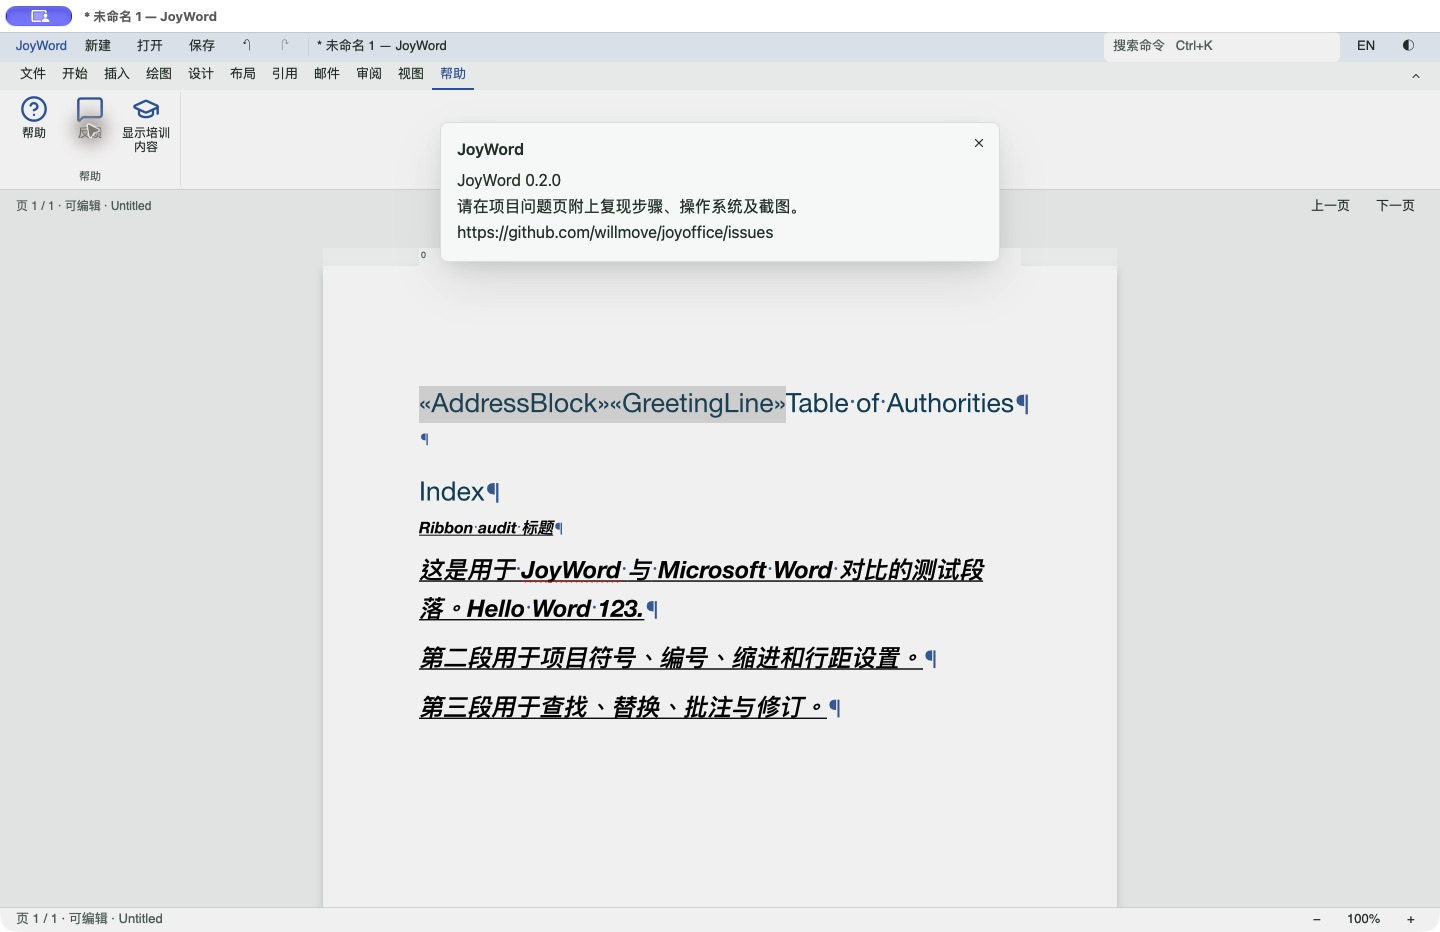 * 未命名 1 — JoyWord
JoyWord 新建 打开 保存 * 未命名 1 — JoyWord 搜索命令 Ctrl+K EN
文件 开始 插入 绘图 设计 布局 引用 邮件 审阅 视图 帮助
帮助 显示培训
内容
帮助
JoyWord
JoyWord 0.2.0
请在项目问题页附上复现步骤、操作系统及截图。
https://github.com/willmove/joyoffice/issues
页 1 / 1 · 可编辑 · Untitled 上一页 下一页
0
«AddressBlock»«GreetingLine»Table·of·Authorities¶
¶
Index¶
Ribbon·audit·标题¶
这是用于·JoyWord·与·Microsoft·Word·对比的测试段
落。Hello·Word·123.¶
第二段用于项目符号、编号、缩进和行距设置。¶
第三段用于查找、替换、批注与修订。¶
页 1 / 1 · 可编辑 · Untitled − 100% +